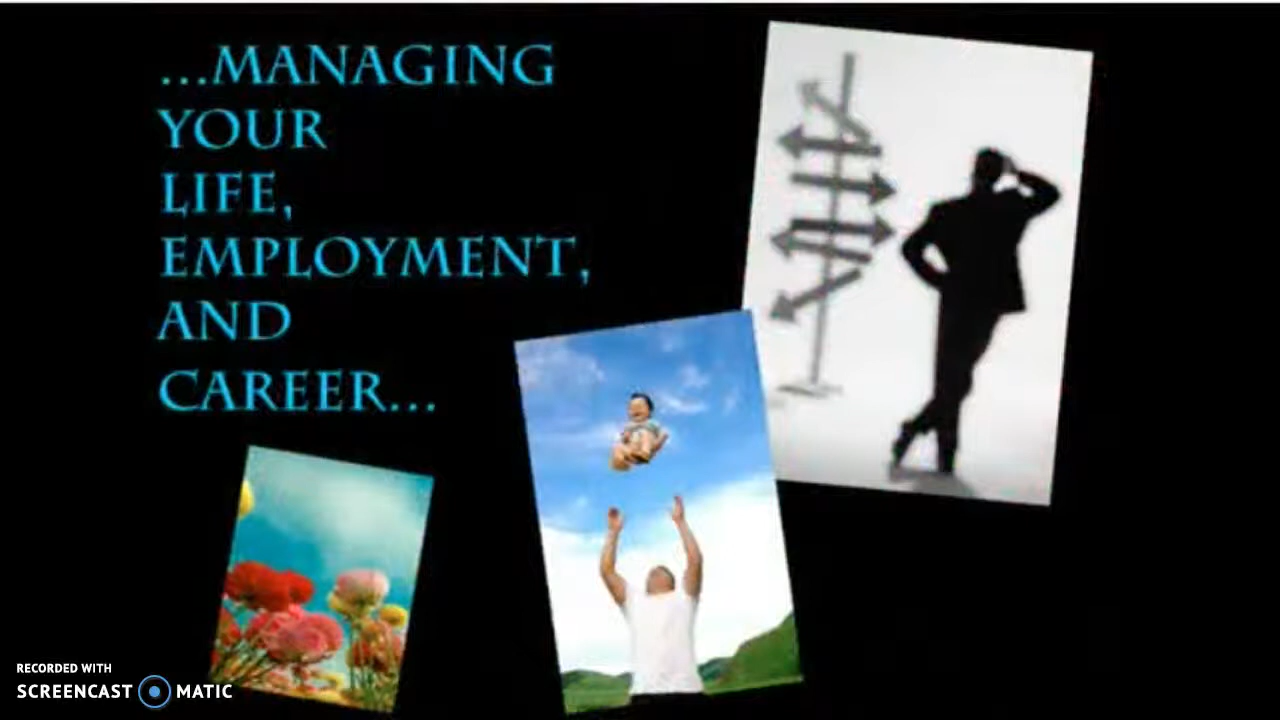 ...MANAGING
YOUR
LIFE,
EMPLOYMENT,
AND
CAREER...
RECORDED WITH
SCREENCAST MATIC